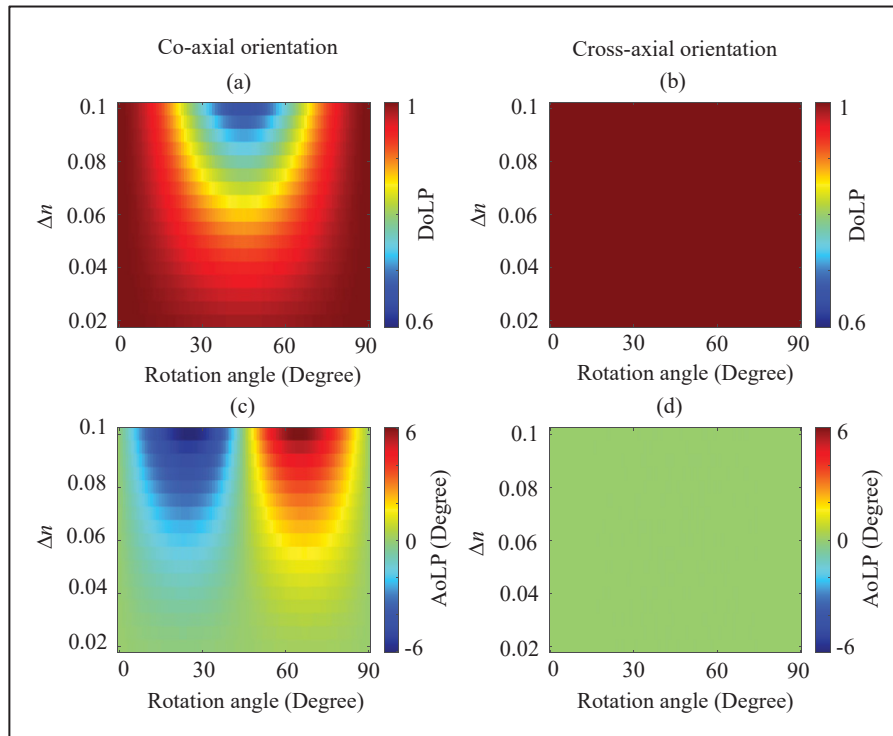 Co-axial orientation
Cross-axial orientation
(a)
(b)
0.1
0.08
0.06
0.04
0.02
Δn
0 30 60 90
Rotation angle (Degree)
1
0.6
DoLP
0.1
0.08
0.06
0.04
0.02
Δn
0 30 60 90
Rotation angle (Degree)
1
0.6
DoLP
(c)
(d)
0.1
0.08
0.06
0.04
0.02
Δn
0 30 60 90
Rotation angle (Degree)
6
0
-6
AoLP (Degree)
0.1
0.08
0.06
0.04
0.02
Δn
0 30 60 90
Rotation angle (Degree)
6
0
-6
AoLP (Degree)